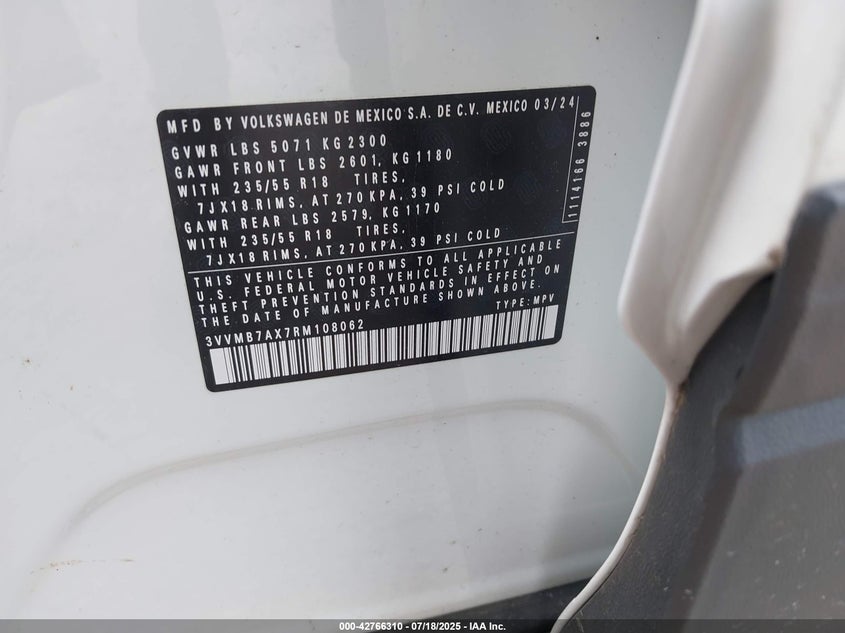 MFD BY VOLKSWAGEN DE MEXICO S.A. DE C.V. MEXICO 03/24
GVWR LBS 5071 KG 2300
GAWR FRONT LBS 2601, KG 1180
WITH 235/55 R18 TIRES,
7JX18 RIMS, AT 270 KPA, 39 PSI COLD
GAWR REAR LBS 2579, KG 1170
WITH 235/55 R18 TIRES,
7JX18 RIMS, AT 270 KPA, 39 PSI COLD
THIS VEHICLE CONFORMS TO ALL APPLICABLE
U.S. FEDERAL MOTOR VEHICLE SAFETY AND
THEFT PREVENTION STANDARDS IN EFFECT ON
THE DATE OF MANUFACTURE SHOWN ABOVE.
TYPE: MPV
3VVMB7AX7RM108062
1114166 3886
000-42766310 - 07/18/2025 - IAA Inc.